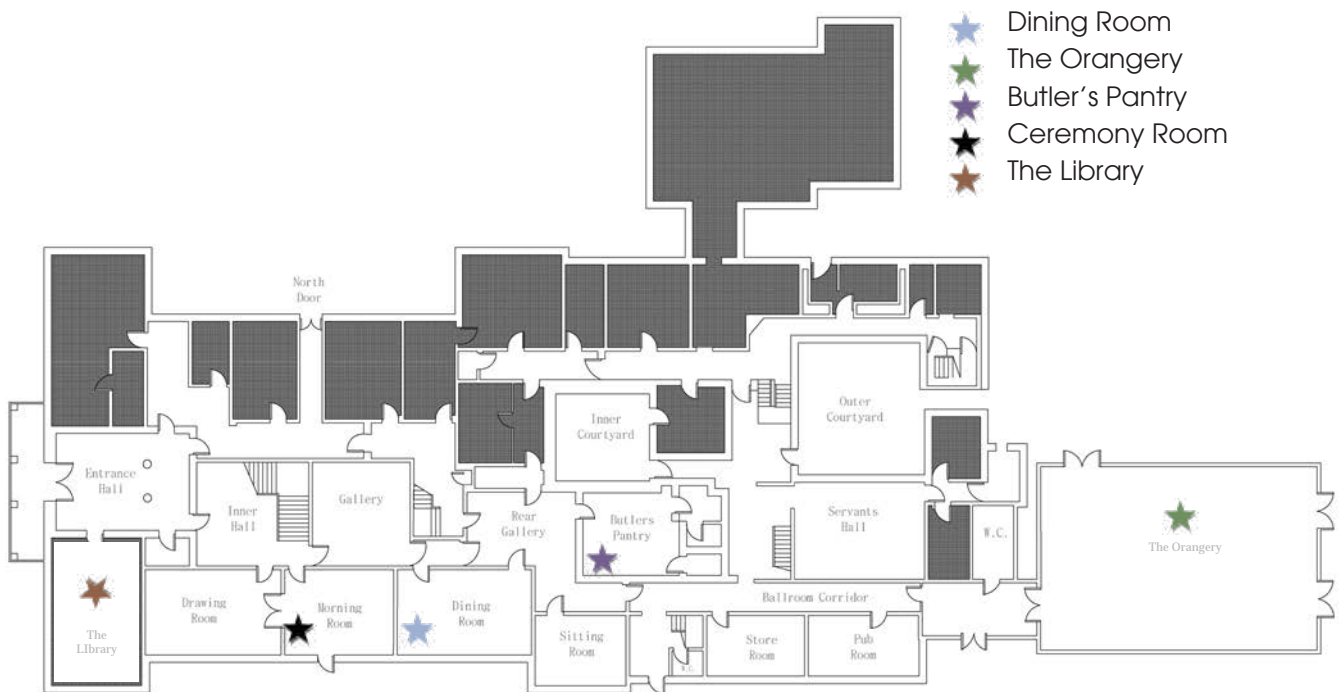 Dining Room
The Orangery
Butler's Pantry
Ceremony Room
The Library
North
Door
Entrance
Hall
Inner
Hall
Gallery
Rear
Gallery
Inner
Courtyard
Butlers
Pantry
Outer
Courtyard
Servants
Hall
W.C.
The Orangery
The
LIbrary
Drawing
Room
Morning
Room
Dining
Room
Sitting
Room
Ballroom Corridor
W.C.
Store
Room
Pub
Room